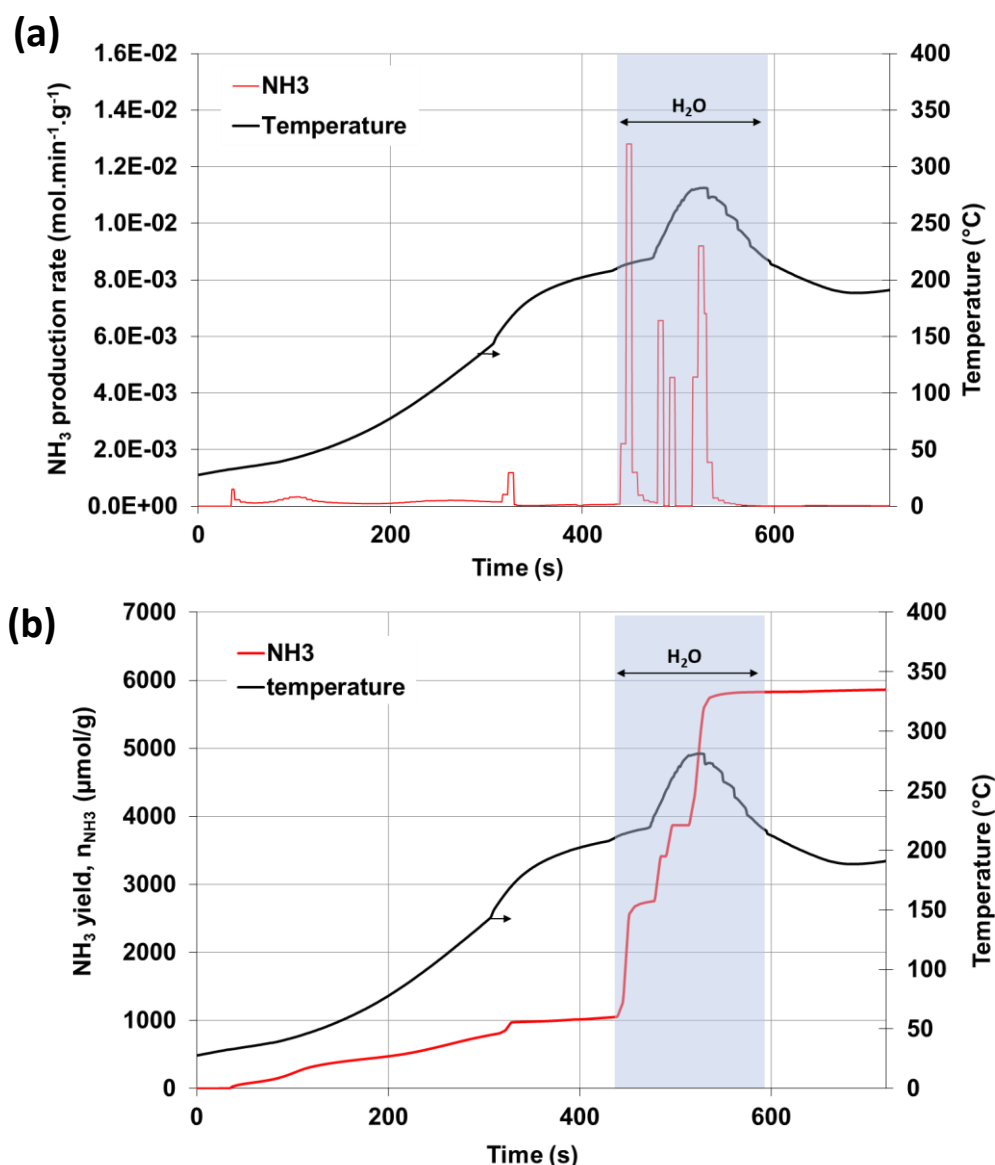 (a)
NH₃ production rate (mol.min⁻¹.g⁻¹)
1.6E-02
1.4E-02
1.2E-02
1.0E-02
8.0E-03
6.0E-03
4.0E-03
2.0E-03
0.0E+00
NH3
Temperature
H₂O
400
350
300
250
200
150
100
50
0
Temperature (°C)
0 200 400 600
Time (s)
(b)
NH₃ yield, n_NH3 (µmol/g)
7000
6000
5000
4000
3000
2000
1000
0
NH3
temperature
H₂O
400
350
300
250
200
150
100
50
0
Temperature (°C)
0 200 400 600
Time (s)